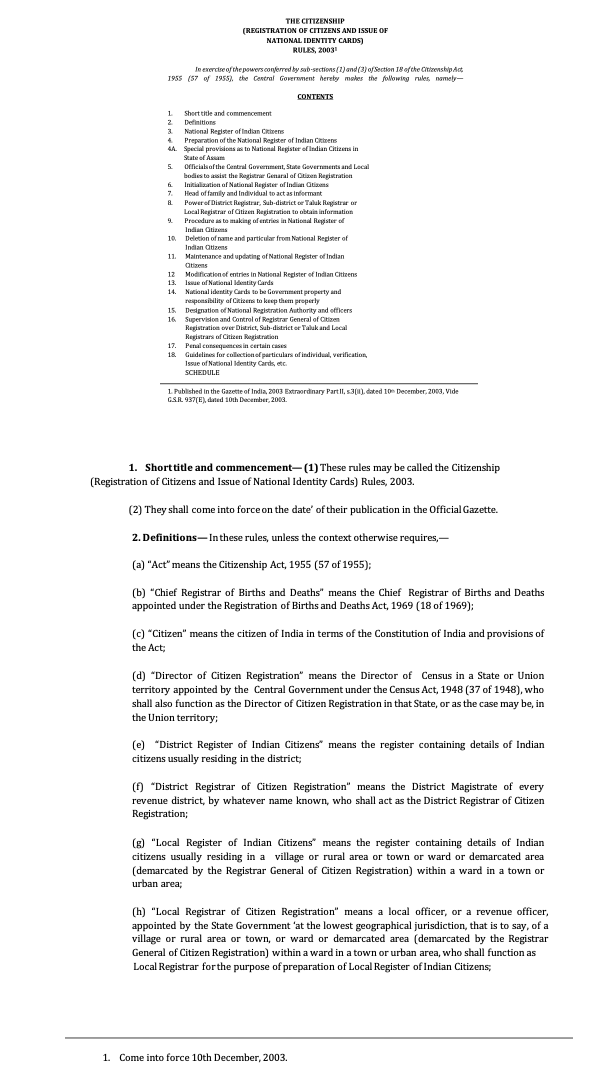 THE CITIZENSHIP
(REGISTRATION OF CITIZENS AND ISSUE OF
NATIONAL IDENTITY CARDS)
RULES, 2003¹
In exercise of the powers conferred by sub-sections (1) and (3) of Section 18 of the Citizenship Act,
1955 (57 of 1955), the Central Government hereby makes the following rules, namely—
CONTENTS
1. Short title and commencement
2. Definitions
3. National Register of Indian Citizens
4. Preparation of the National Register of Indian Citizens
4A. Special provisions as to National Register of Indian Citizens in
State of Assam
5. Officials of the Central Government, State Governments and Local
bodies to assist the Registrar General of Citizen Registration
6. Initialization of National Register of Indian Citizens
7. Head of family and Individual to act as informant
8. Power of District Registrar, Sub-district or Taluk Registrar or
Local Registrar of Citizen Registration to obtain information
9. Procedure as to making of entries in National Register of
Indian Citizens
10. Deletion of name and particular from National Register of
Indian Citizens
11. Maintenance and updating of National Register of Indian
Citizens
12 Modification of entries in National Register of Indian Citizens
13. Issue of National Identity Cards
14. National identity Cards to be Government property and
responsibility of Citizens to keep them properly
15. Designation of National Registration Authority and officers
16. Supervision and Control of Registrar General of Citizen
Registration over District, Sub-district or Taluk and Local
Registrars of Citizen Registration
17. Penal consequences in certain cases
18. Guidelines for collection of particulars of individual, verification,
Issue of National Identity Cards, etc.
SCHEDULE
1. Published in the Gazette of India, 2003 Extraordinary Part II, s.3(ii), dated 10th December, 2003, Vide
G.S.R. 937(E), dated 10th December, 2003.
1. Short title and commencement— (1) These rules may be called the Citizenship
(Registration of Citizens and Issue of National Identity Cards) Rules, 2003.
(2) They shall come into force on the date' of their publication in the Official Gazette.
2. Definitions— In these rules, unless the context otherwise requires,—
(a) “Act” means the Citizenship Act, 1955 (57 of 1955);
(b) “Chief Registrar of Births and Deaths” means the Chief Registrar of Births and Deaths
appointed under the Registration of Births and Deaths Act, 1969 (18 of 1969);
(c) “Citizen” means the citizen of India in terms of the Constitution of India and provisions of
the Act;
(d) “Director of Citizen Registration” means the Director of Census in a State or Union
territory appointed by the Central Government under the Census Act, 1948 (37 of 1948), who
shall also function as the Director of Citizen Registration in that State, or as the case may be, in
the Union territory;
(e) “District Register of Indian Citizens” means the register containing details of Indian
citizens usually residing in the district;
(f) “District Registrar of Citizen Registration” means the District Magistrate of every
revenue district, by whatever name known, who shall act as the District Registrar of Citizen
Registration;
(g) “Local Register of Indian Citizens” means the register containing details of Indian
citizens usually residing in a village or rural area or town or ward or demarcated area
(demarcated by the Registrar General of Citizen Registration) within a ward in a town or
urban area;
(h) “Local Registrar of Citizen Registration” means a local officer, or a revenue officer,
appointed by the State Government ‘at the lowest geographical jurisdiction, that is to say, of a
village or rural area or town, or ward or demarcated area (demarcated by the Registrar
General of Citizen Registration) within a ward in a town or urban area, who shall function as
Local Registrar for the purpose of preparation of Local Register of Indian Citizens;
1. Come into force 10th December, 2003.